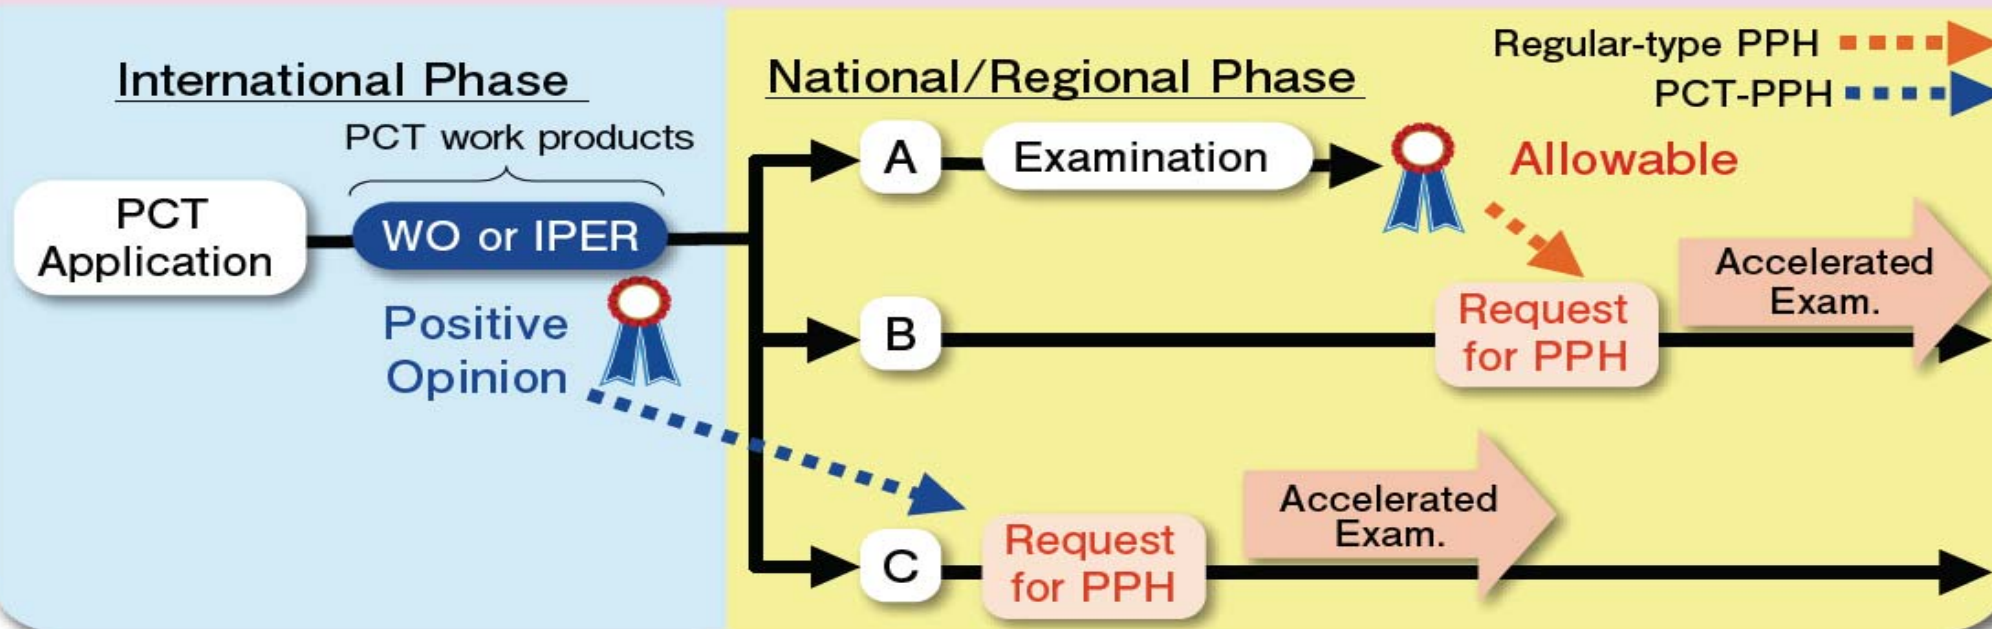 International Phase
PCT work products
PCT
Application
WO or IPER
Positive
Opinion
National/Regional Phase
Regular-type PPH
PCT-PPH
A
Examination
Allowable
B
Request
for PPH
Accelerated
Exam.
C
Request
for PPH
Accelerated
Exam.